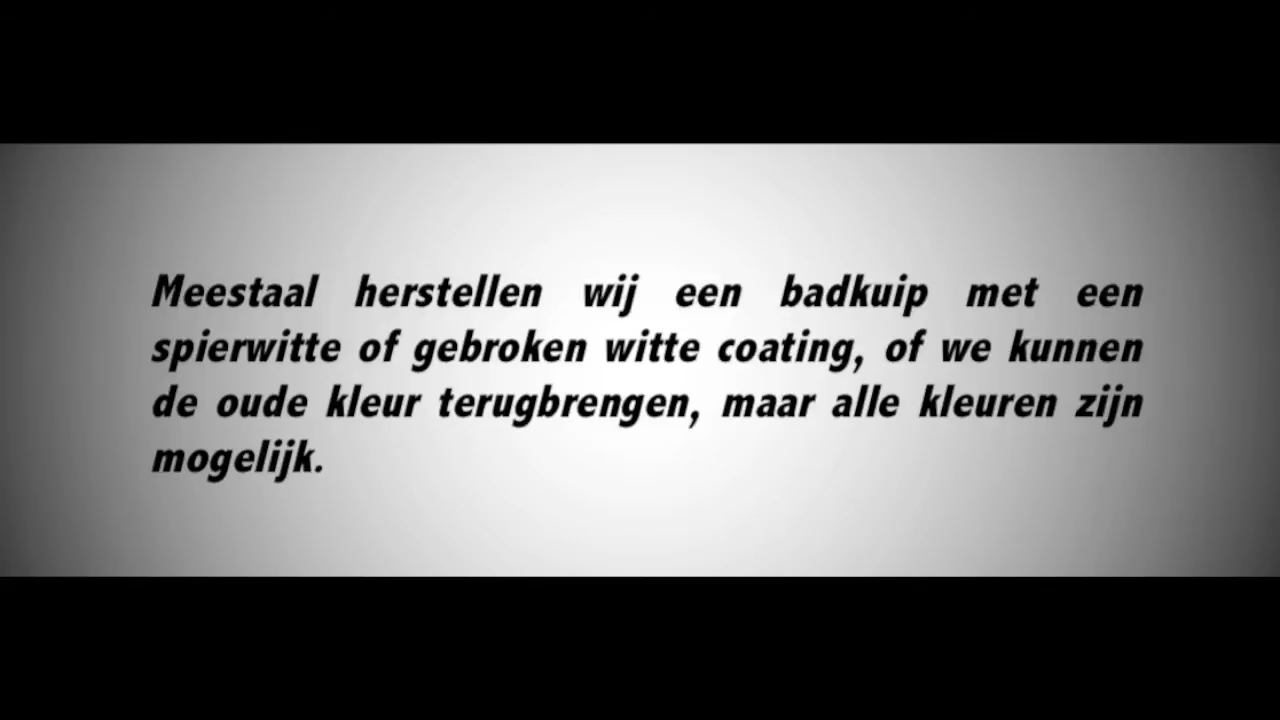 Meestaal herstellen wij een badkuip met een
spierwitte of gebroken witte coating, of we kunnen
de oude kleur terugbrengen, maar alle kleuren zijn
mogelijk.